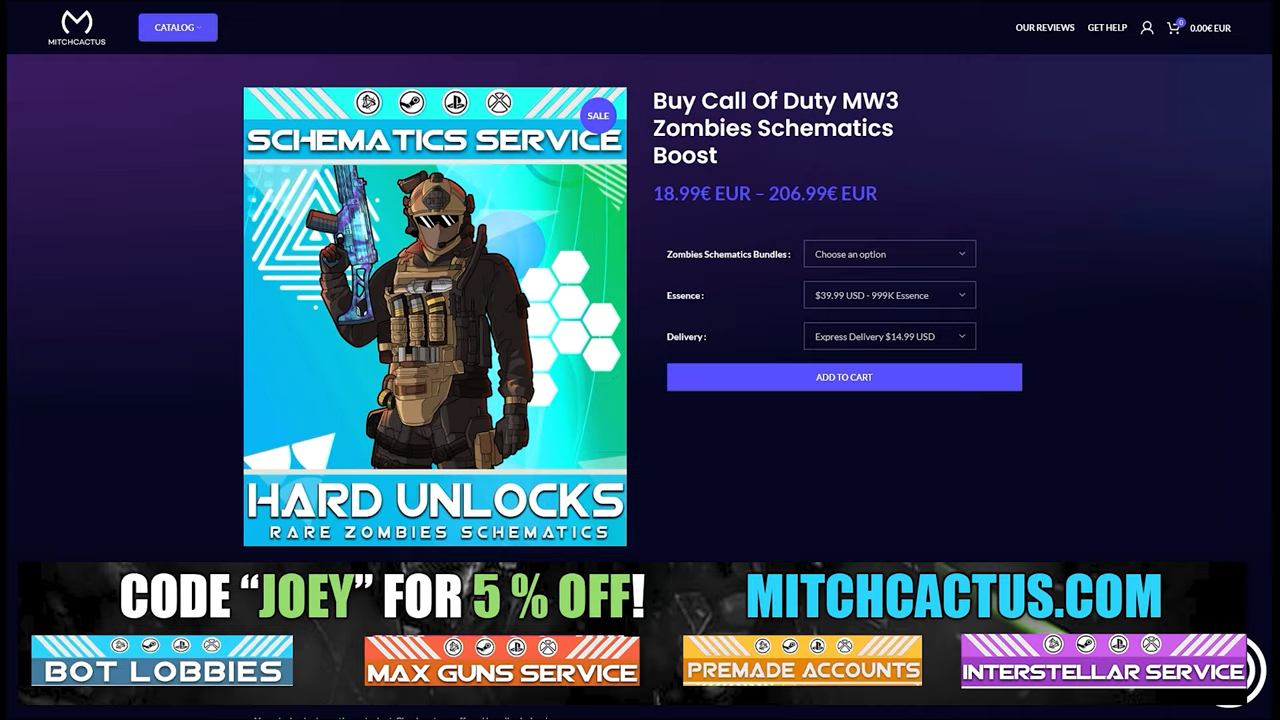 MITCHCACTUS
CATALOG
OUR REVIEWS
GET HELP
0
0.00€ EUR
SALE
SCHEMATICS SERVICE
HARD UNLOCKS
RARE ZOMBIES SCHEMATICS
Buy Call Of Duty MW3
Zombies Schematics
Boost
18.99€ EUR – 206.99€ EUR
Zombies Schematics Bundles : Choose an option
Essence : $39.99 USD - 999K Essence
Delivery : Express Delivery $14.99 USD
ADD TO CART
CODE “JOEY” FOR 5 % OFF!
MITCHCACTUS.COM
BOT LOBBIES
MAX GUNS SERVICE
PREMADE ACCOUNTS
INTERSTELLAR SERVICE